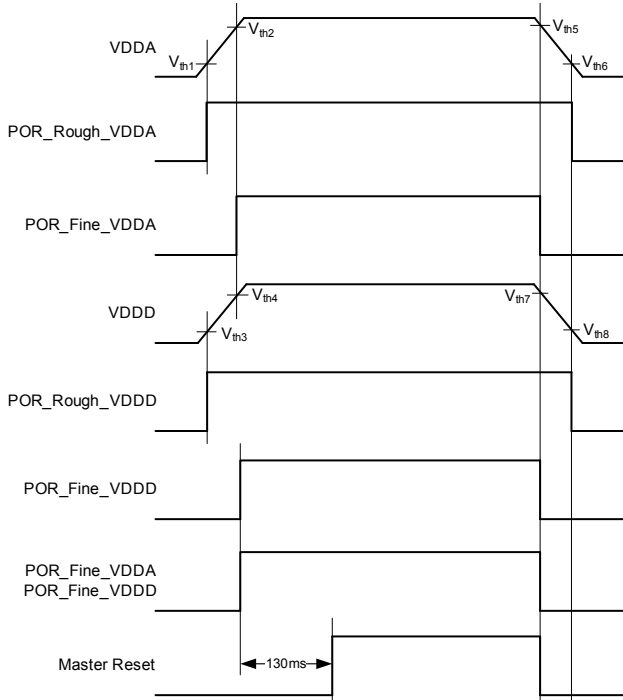 VDDA
Vth1
Vth2
Vth5
Vth6
POR_Rough_VDDA
POR_Fine_VDDA
VDDD
Vth3
Vth4
Vth7
Vth8
POR_Rough_VDDD
POR_Fine_VDDD
POR_Fine_VDDA
POR_Fine_VDDD
Master Reset
130ms